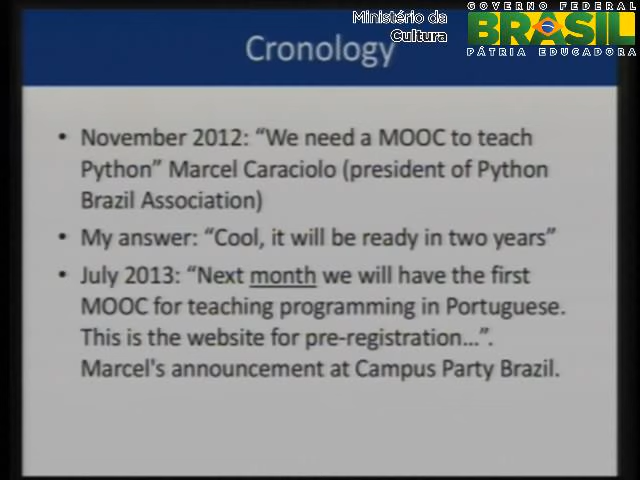 Ministério da
Cultura
GOVERNO FEDERAL
BRASIL
PÁTRIA EDUCADORA
Cronology
• November 2012: “We need a MOOC to teach
Python” Marcel Caraciolo (president of Python
Brazil Association)
• My answer: “Cool, it will be ready in two years”
• July 2013: “Next month we will have the first
MOOC for teaching programming in Portuguese.
This is the website for pre-registration...”.
Marcel's announcement at Campus Party Brazil.